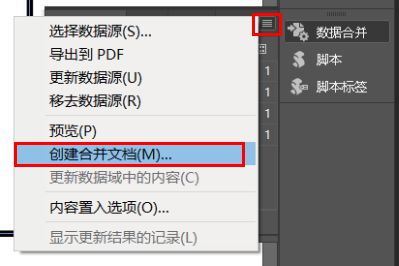 选择数据源(S)...
导出到 PDF
更新数据源(U)
移去数据源(R)
预览(P)
创建合并文档(M)...
更新数据域中的内容(C)
内容置入选项(O)...
显示更新结果的记录(L)
1
1
1
1
数据合并
脚本
脚本标签